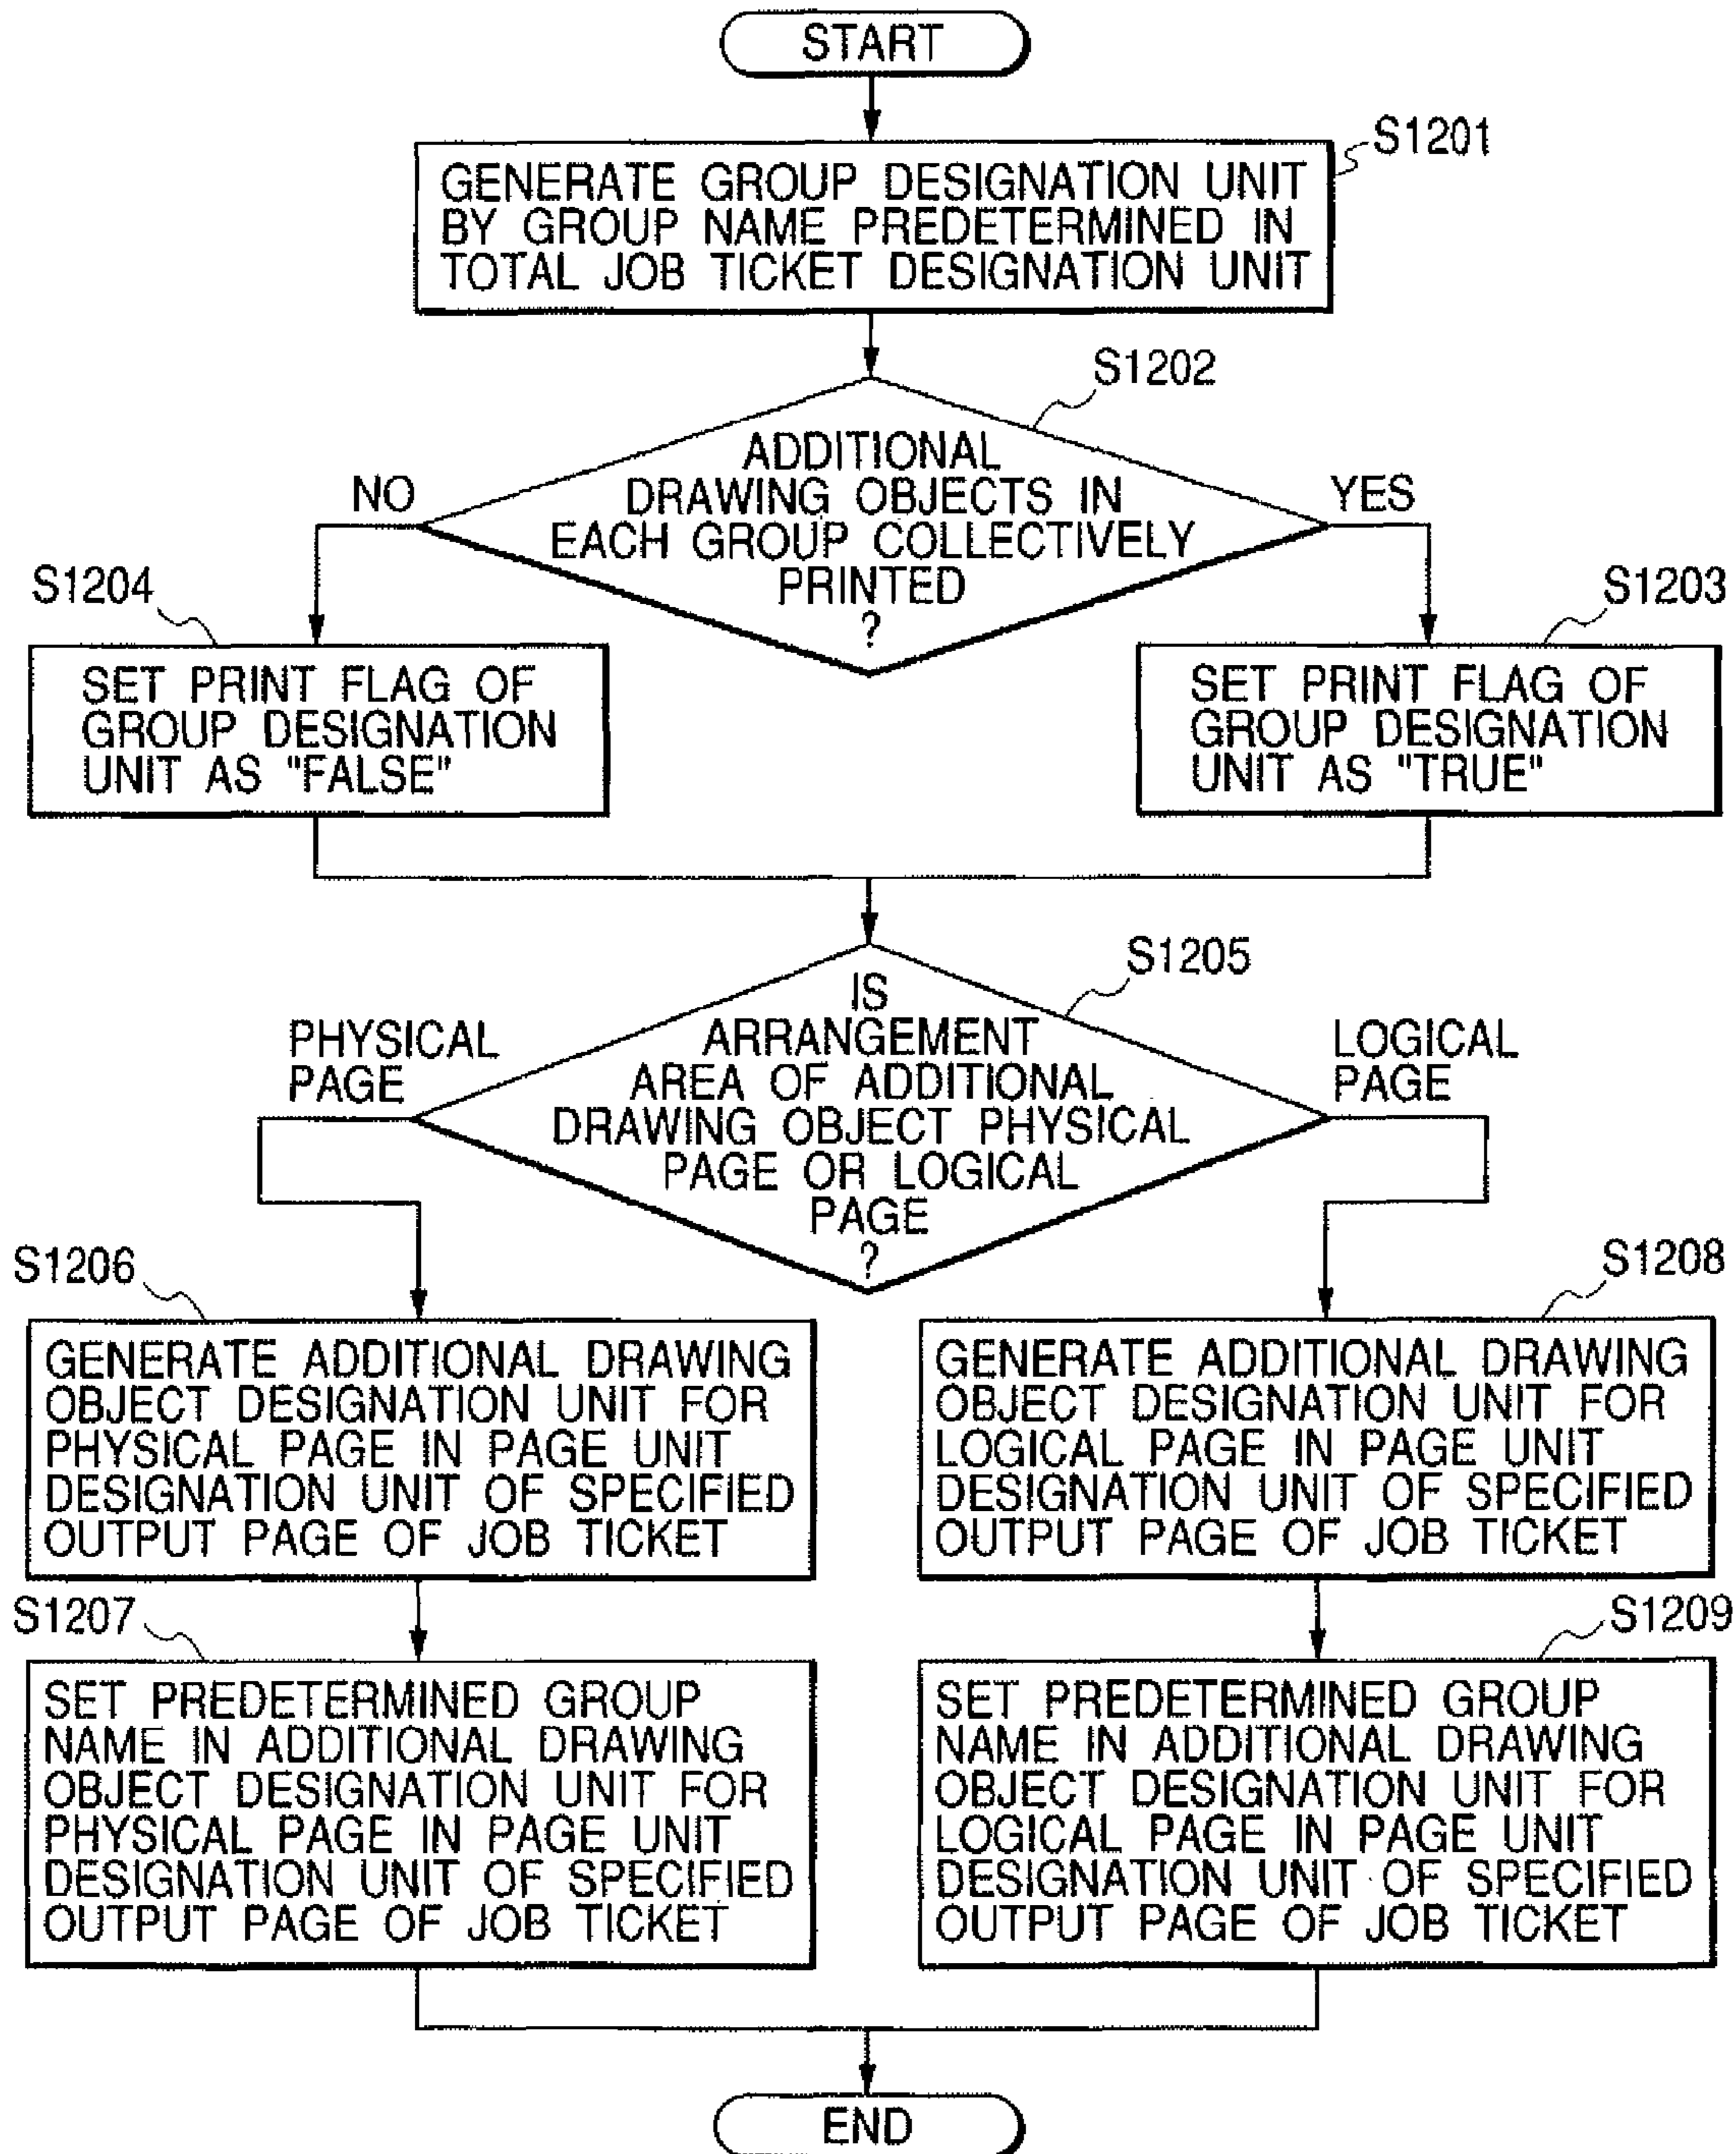 START
S1201
GENERATE GROUP DESIGNATION UNIT
BY GROUP NAME PREDETERMINED IN
TOTAL JOB TICKET DESIGNATION UNIT
S1202
ADDITIONAL
DRAWING OBJECTS IN
EACH GROUP COLLECTIVELY
PRINTED
?
NO
YES
S1204
SET PRINT FLAG OF
GROUP DESIGNATION
UNIT AS "FALSE"
S1203
SET PRINT FLAG OF
GROUP DESIGNATION
UNIT AS "TRUE"
S1205
IS
ARRANGEMENT
AREA OF ADDITIONAL
DRAWING OBJECT PHYSICAL
PAGE OR LOGICAL
PAGE
?
PHYSICAL
PAGE
LOGICAL
PAGE
S1206
GENERATE ADDITIONAL DRAWING
OBJECT DESIGNATION UNIT FOR
PHYSICAL PAGE IN PAGE UNIT
DESIGNATION UNIT OF SPECIFIED
OUTPUT PAGE OF JOB TICKET
S1208
GENERATE ADDITIONAL DRAWING
OBJECT DESIGNATION UNIT FOR
LOGICAL PAGE IN PAGE UNIT
DESIGNATION UNIT OF SPECIFIED
OUTPUT PAGE OF JOB TICKET
S1207
SET PREDETERMINED GROUP
NAME IN ADDITIONAL DRAWING
OBJECT DESIGNATION UNIT FOR
PHYSICAL PAGE IN PAGE UNIT
DESIGNATION UNIT OF SPECIFIED
OUTPUT PAGE OF JOB TICKET
S1209
SET PREDETERMINED GROUP
NAME IN ADDITIONAL DRAWING
OBJECT DESIGNATION UNIT FOR
LOGICAL PAGE IN PAGE UNIT
DESIGNATION UNIT OF SPECIFIED
OUTPUT PAGE OF JOB TICKET
END